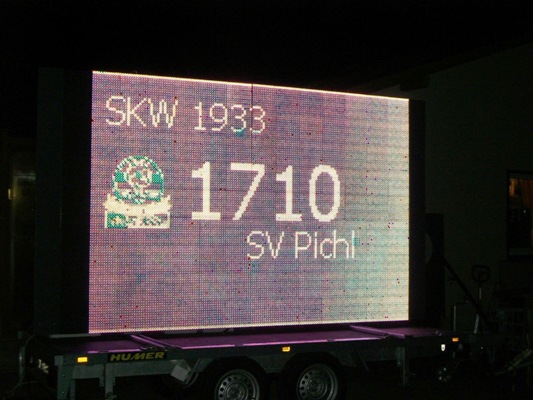 SKW 1933
1710
SV Pichl
HUMER